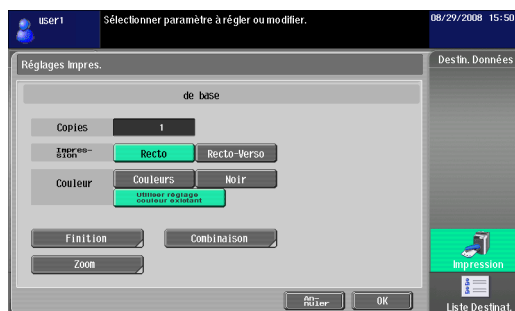 user1
Sélectionner paramètre à régler ou modifier.
08/29/2008 15:50
Réglages Impres.
Destin. Données
de base
Copies
1
Impres-
sion
Recto
Recto-Verso
Couleur
Couleurs
Noir
Utiliser réglage
couleur existant
Finition
Combinaison
Zoom
Impression
An-
nuler
OK
Liste Destinat.